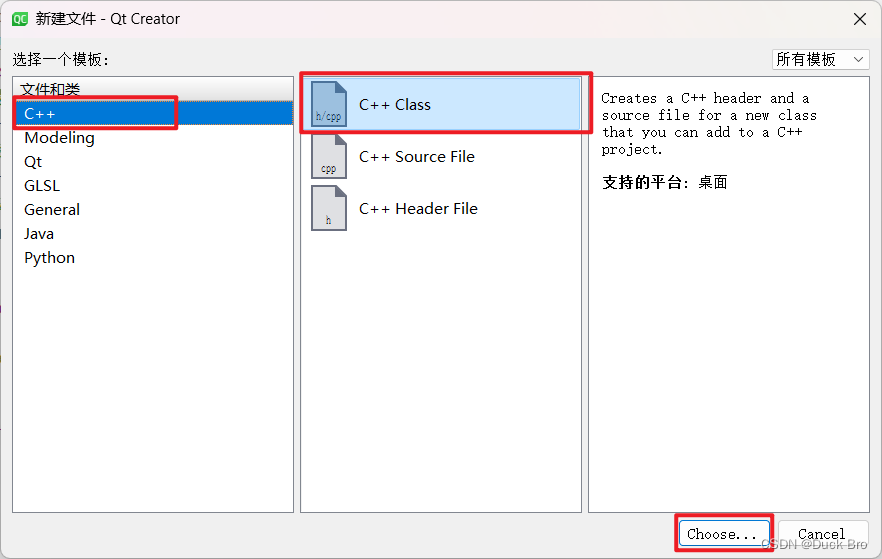 QC 新建文件 - Qt Creator
选择一个模板:
所有模板
文件和类
C++
Modeling
Qt
GLSL
General
Java
Python
h/cpp
C++ Class
cpp
C++ Source File
h
C++ Header File
Creates a C++ header and a
source file for a new class
that you can add to a C++
project.
支持的平台: 桌面
Choose...
Cancel
CSDN @Duck Bro